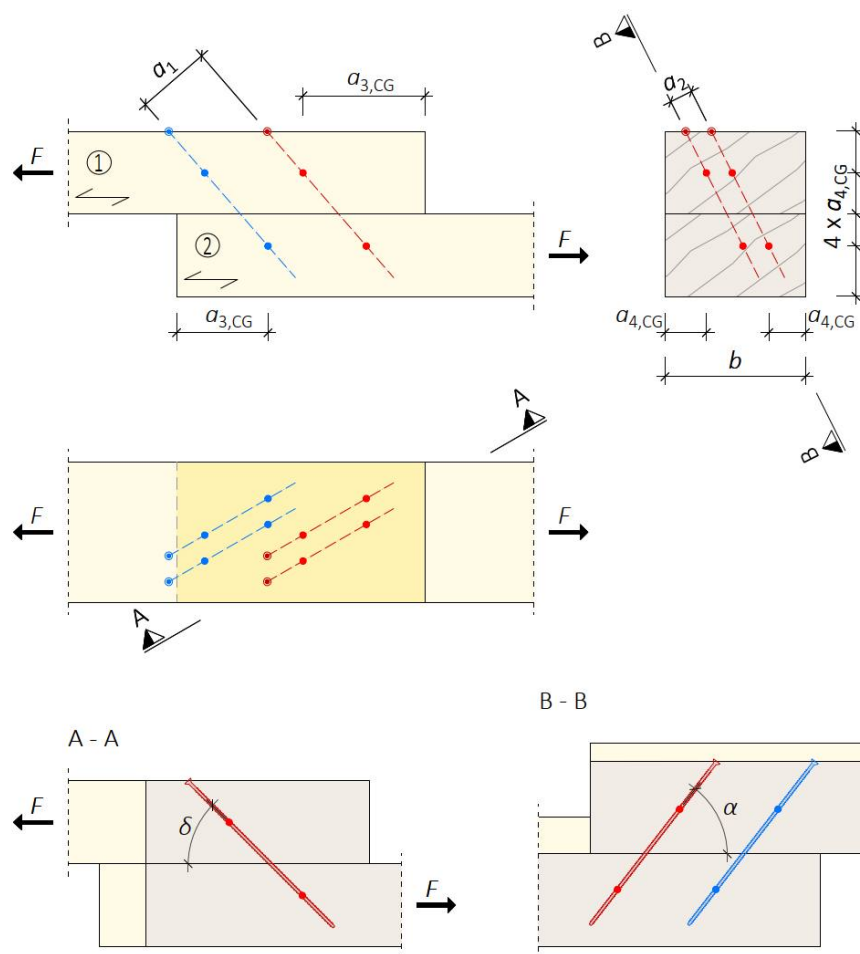 B
a1
a3,CG
a2
F
①
②
F
4 x a4,CG
a3,CG
a4,CG
a4,CG
b
A
B
F
F
A
B - B
A - A
F
δ
α
F